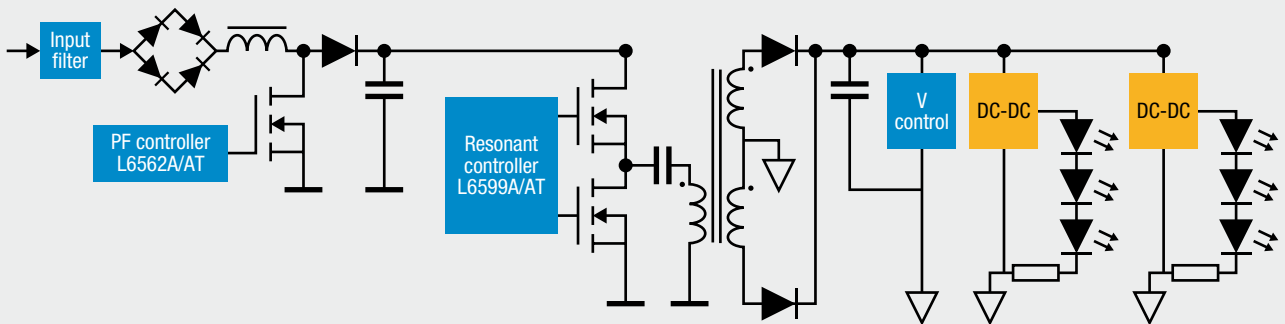 Input
filter
PF controller
L6562A/AT
Resonant
controller
L6599A/AT
V
control
DC-DC
DC-DC